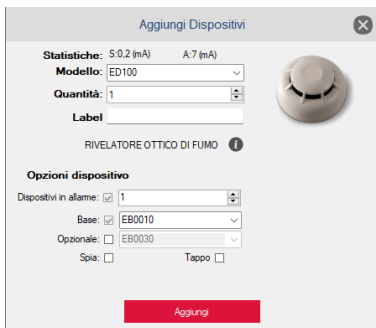 Aggiungi Dispositivi
Statistiche: S:0,2 (mA) A:7 (mA)
Modello: ED100
Quantità: 1
Label
RIVELATORE OTTICO DI FUMO i
Opzioni dispositivo
Dispositivi in allarme: 1
Base: EB0010
Opzionale: EB0030
Spia: Tappo
Aggiungi